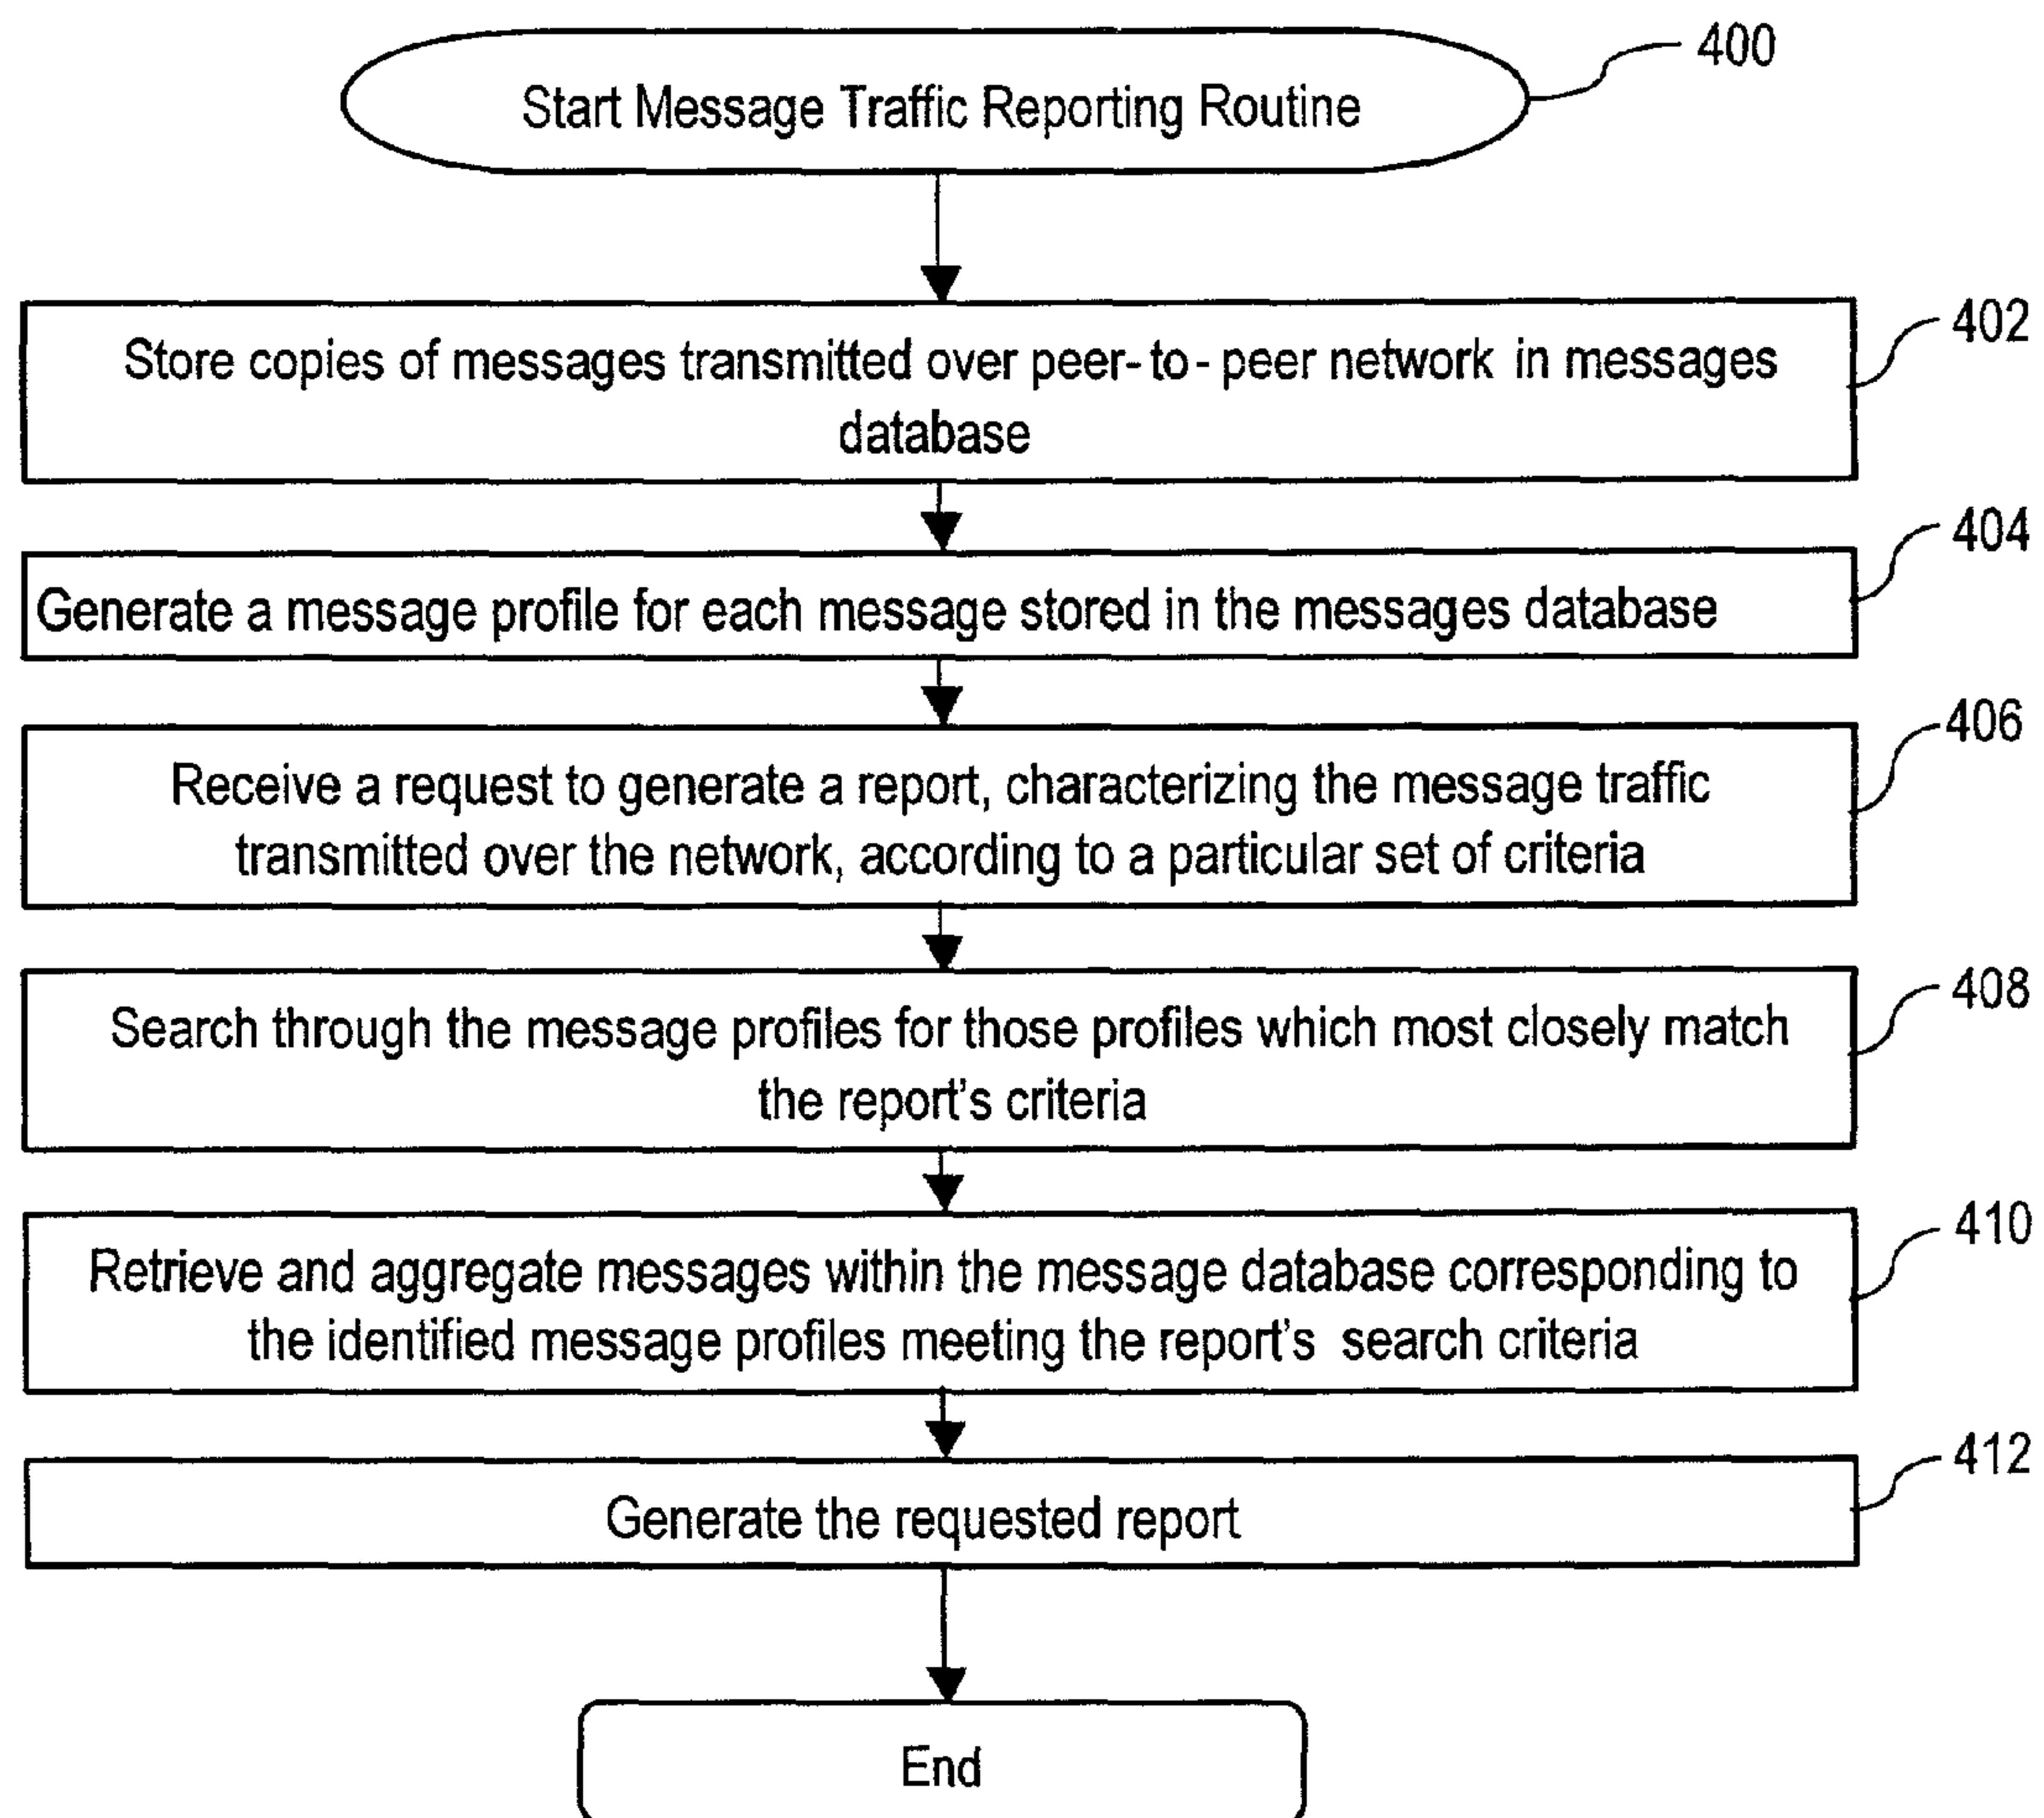 400
Start Message Traffic Reporting Routine
402
Store copies of messages transmitted over peer-to-peer network in messages
database
404
Generate a message profile for each message stored in the messages database
406
Receive a request to generate a report, characterizing the message traffic
transmitted over the network, according to a particular set of criteria
408
Search through the message profiles for those profiles which most closely match
the report's criteria
410
Retrieve and aggregate messages within the message database corresponding to
the identified message profiles meeting the report's search criteria
412
Generate the requested report
End